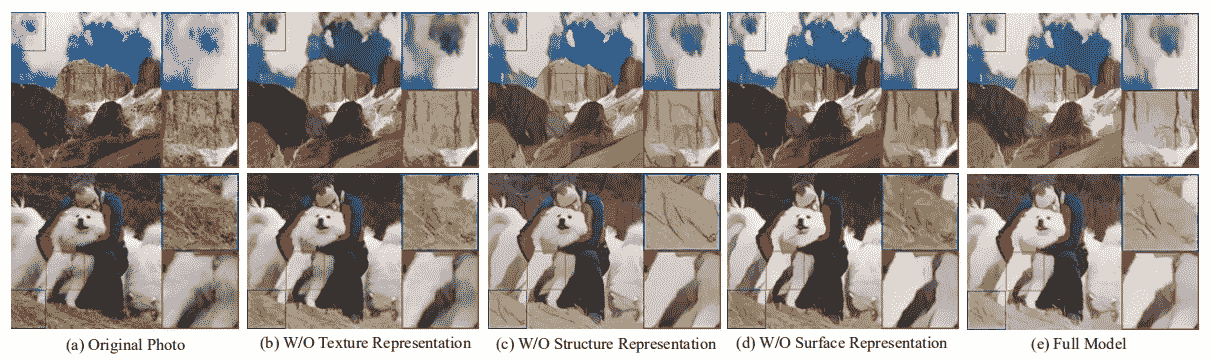 (a) Original Photo
(b) W/O Texture Representation
(c) W/O Structure Representation
(d) W/O Surface Representation
(e) Full Model